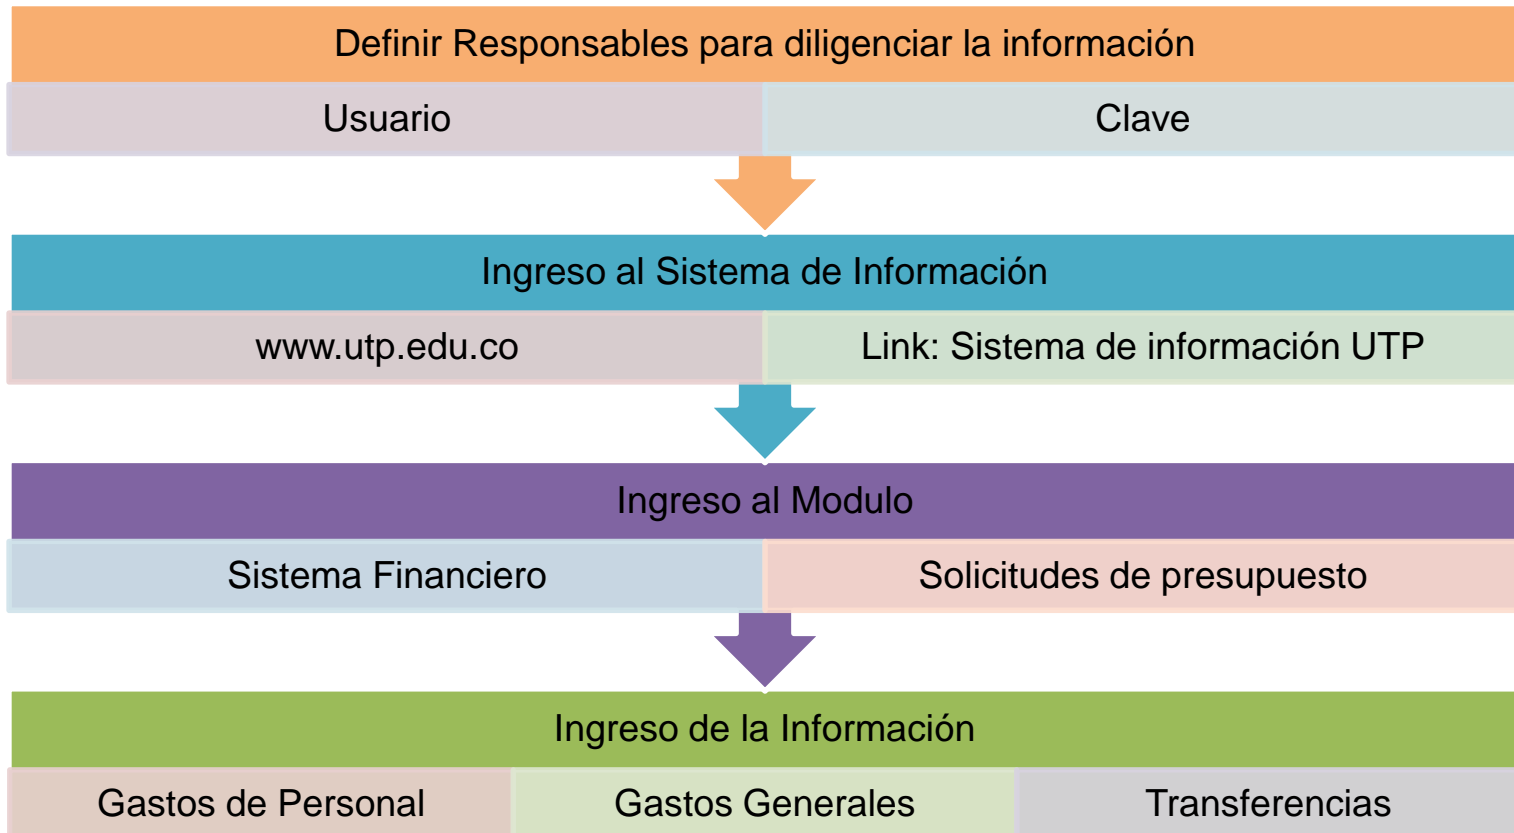 Definir Responsables para diligenciar la información
Usuario
Clave
Ingreso al Sistema de Información
www.utp.edu.co
Link: Sistema de información UTP
Ingreso al Modulo
Sistema Financiero
Solicitudes de presupuesto
Ingreso de la Información
Gastos de Personal
Gastos Generales
Transferencias